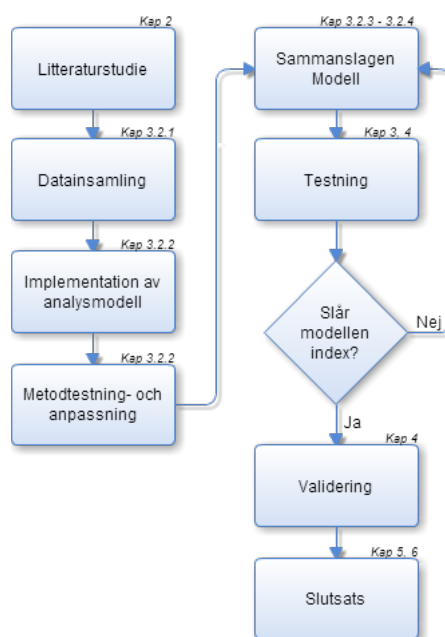 Kap 2
Litteraturstudie
Kap 3.2.1
Datainsamling
Kap 3.2.2
Implementation av
analysmodell
Kap 3.2.2
Metodtestning- och
anpassning
Kap 3.2.3 - 3.2.4
Sammanslagen
Modell
Kap 3, 4
Testning
Slår
modellen
index?
Nej
Ja
Kap 4
Validering
Kap 5, 6
Slutsats